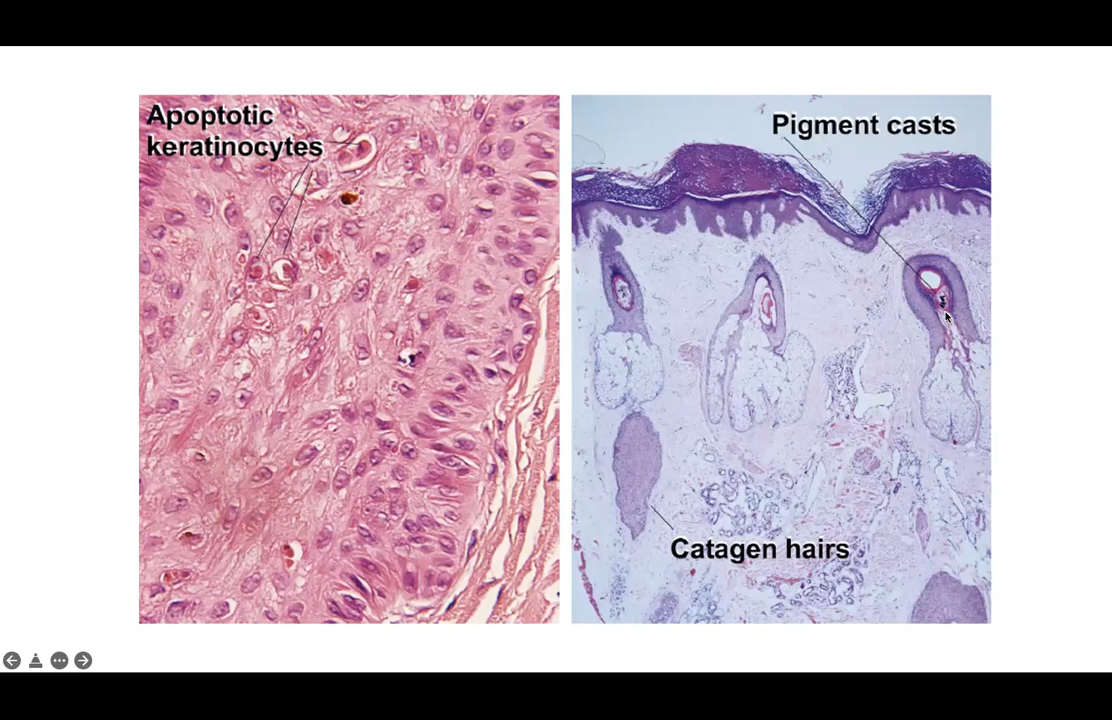 Apoptotic
keratinocytes
Pigment casts
Catagen hairs